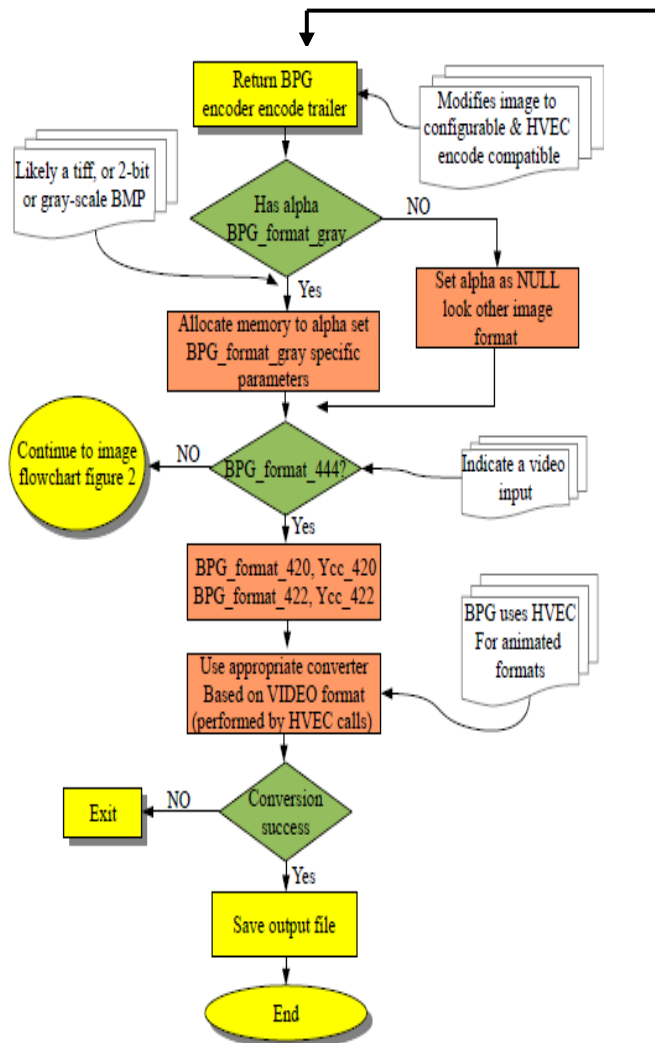 Return BPG
encoder encode trailer
Modifies image to
configurable & HVEC
encode compatible
Likely a tiff, or 2-bit
or gray-scale BMP
Has alpha
BPG_format_gray
NO
Yes
Set alpha as NULL
look other image
format
Allocate memory to alpha set
BPG_format_gray specific
parameters
Continue to image
flowchart figure 2
NO
BPG_format_444?
Indicate a video
input
Yes
BPG_format_420, Ycc_420
BPG_format_422, Ycc_422
BPG uses HVEC
For animated
formats
Use appropriate converter
Based on VIDEO format
(performed by HVEC calls)
Exit
NO
Conversion
success
Yes
Save output file
End